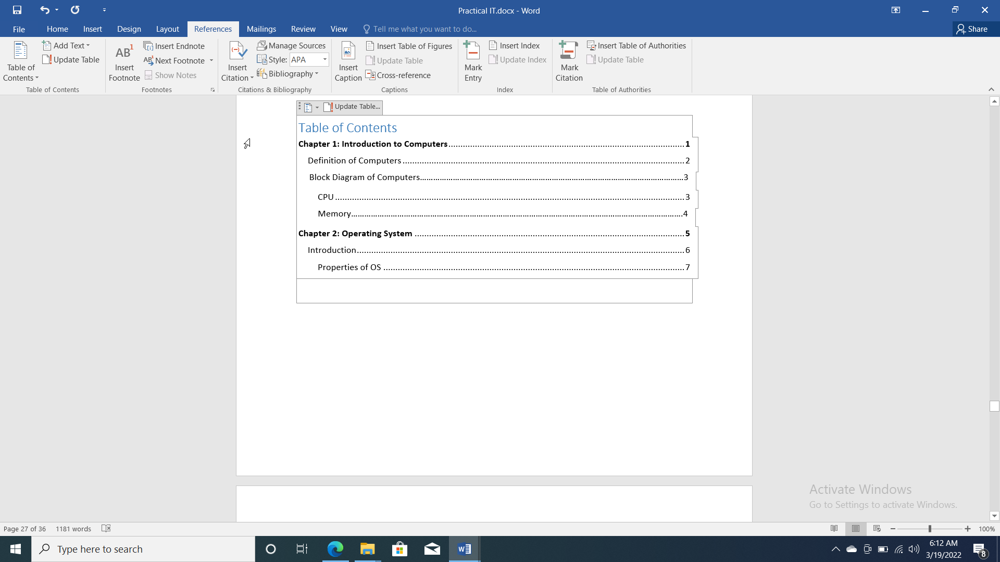 Practical IT.docx - Word
File Home Insert Design Layout References Mailings Review View Tell me what you want to do... Share
Table of Contents
Add Text
Update Table
Table of Contents
AB1
Insert Footnote
Insert Endnote
AB1 Next Footnote
Show Notes
Footnotes
Insert Citation
Manage Sources
Style: APA
Bibliography
Citations & Bibliography
Insert Caption
Insert Table of Figures
Update Table
Cross-reference
Captions
Mark Entry
Insert Index
Update Index
Index
Mark Citation
Insert Table of Authorities
Update Table
Table of Authorities
Update Table...
Table of Contents
Chapter 1: Introduction to Computers........1
Definition of Computers........2
Block Diagram of Computers........3
CPU........3
Memory........4
Chapter 2: Operating System........5
Introduction........6
Properties of OS........7
Activate Windows
Go to Settings to activate Windows.
Page 27 of 36 1181 words 100%
Type here to search
6:12 AM
3/19/2022
8